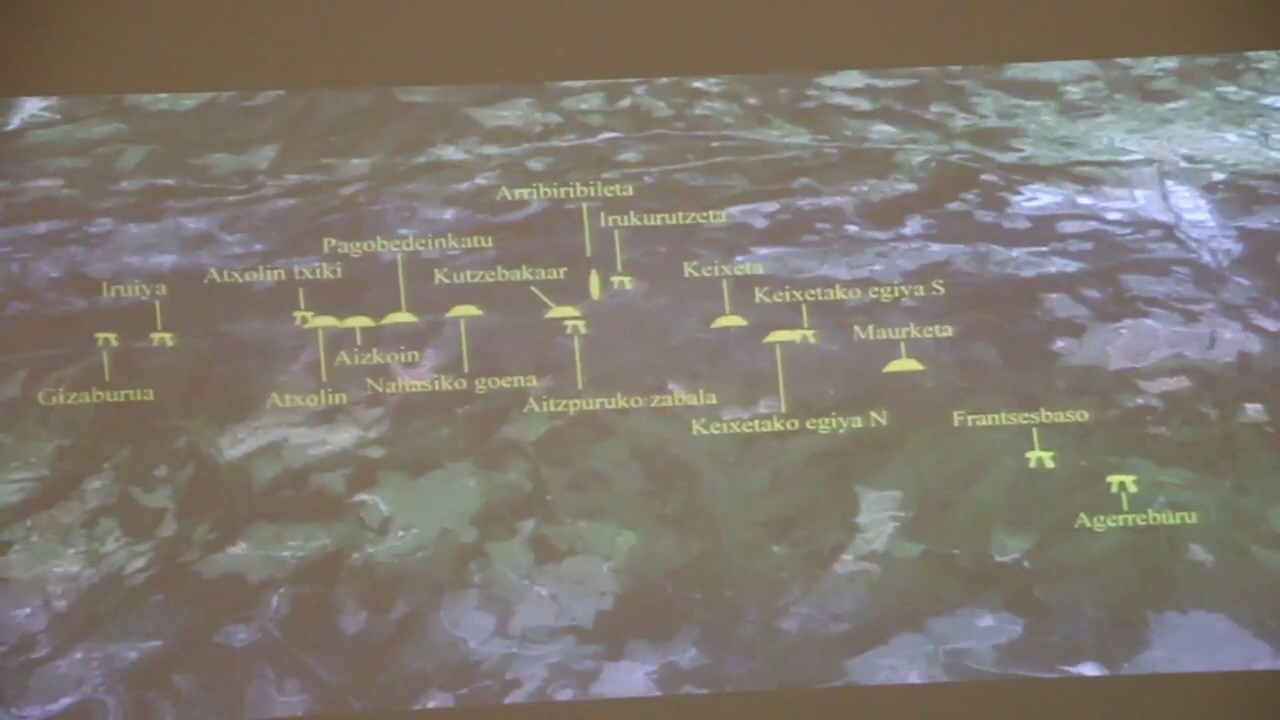 Arribiribileta
Irukurutzeta
Pagobedeinkatu
Atxolin txiki
Kutzebakaar
Keixeta
Iruiya
Keixetako egiya S
Maurketa
Aizkoin
Gizaburua
Atxolin
Nahasiko goena
Aitzpuruko zabala
Keixetako egiya N
Frantsesbaso
Agerreburu